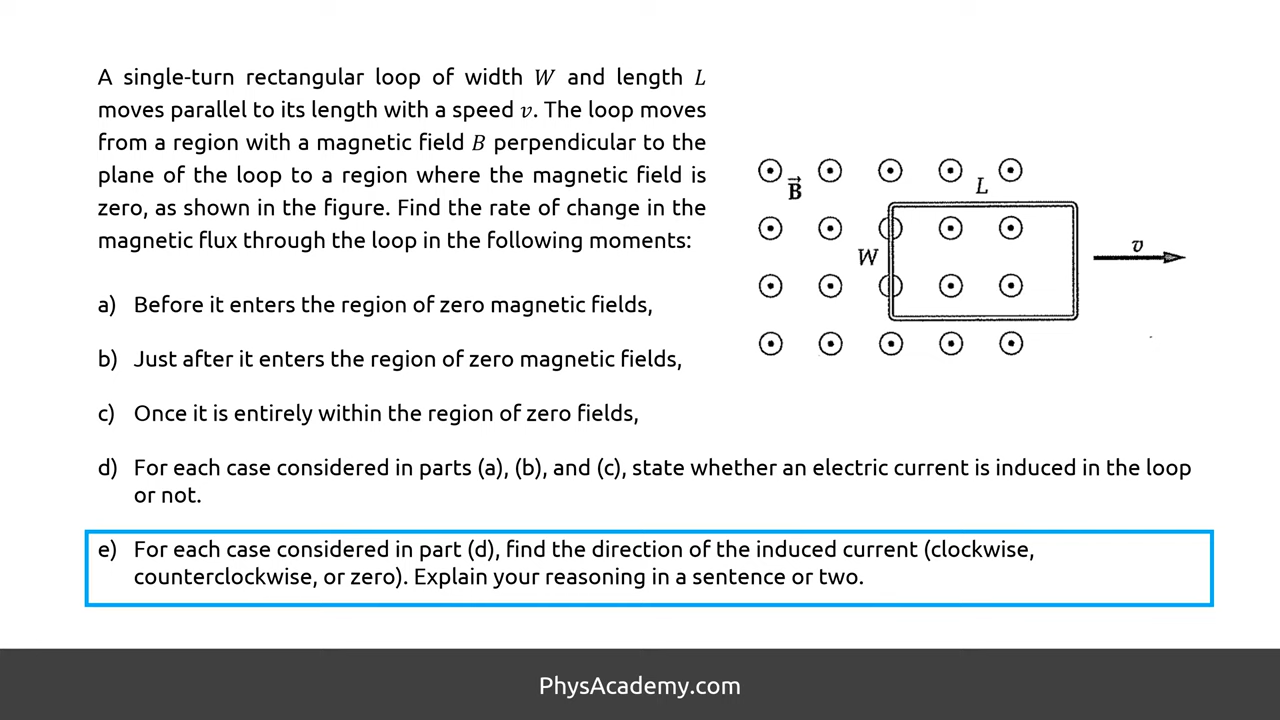 A single-turn rectangular loop of width W and length L
moves parallel to its length with a speed v. The loop moves
from a region with a magnetic field B perpendicular to the
plane of the loop to a region where the magnetic field is
zero, as shown in the figure. Find the rate of change in the
magnetic flux through the loop in the following moments:
a) Before it enters the region of zero magnetic fields,
b) Just after it enters the region of zero magnetic fields,
c) Once it is entirely within the region of zero fields,
d) For each case considered in parts (a), (b), and (c), state whether an electric current is induced in the loop
or not.
e) For each case considered in part (d), find the direction of the induced current (clockwise,
counterclockwise, or zero). Explain your reasoning in a sentence or two.
B⃗
L
W
v
PhysAcademy.com